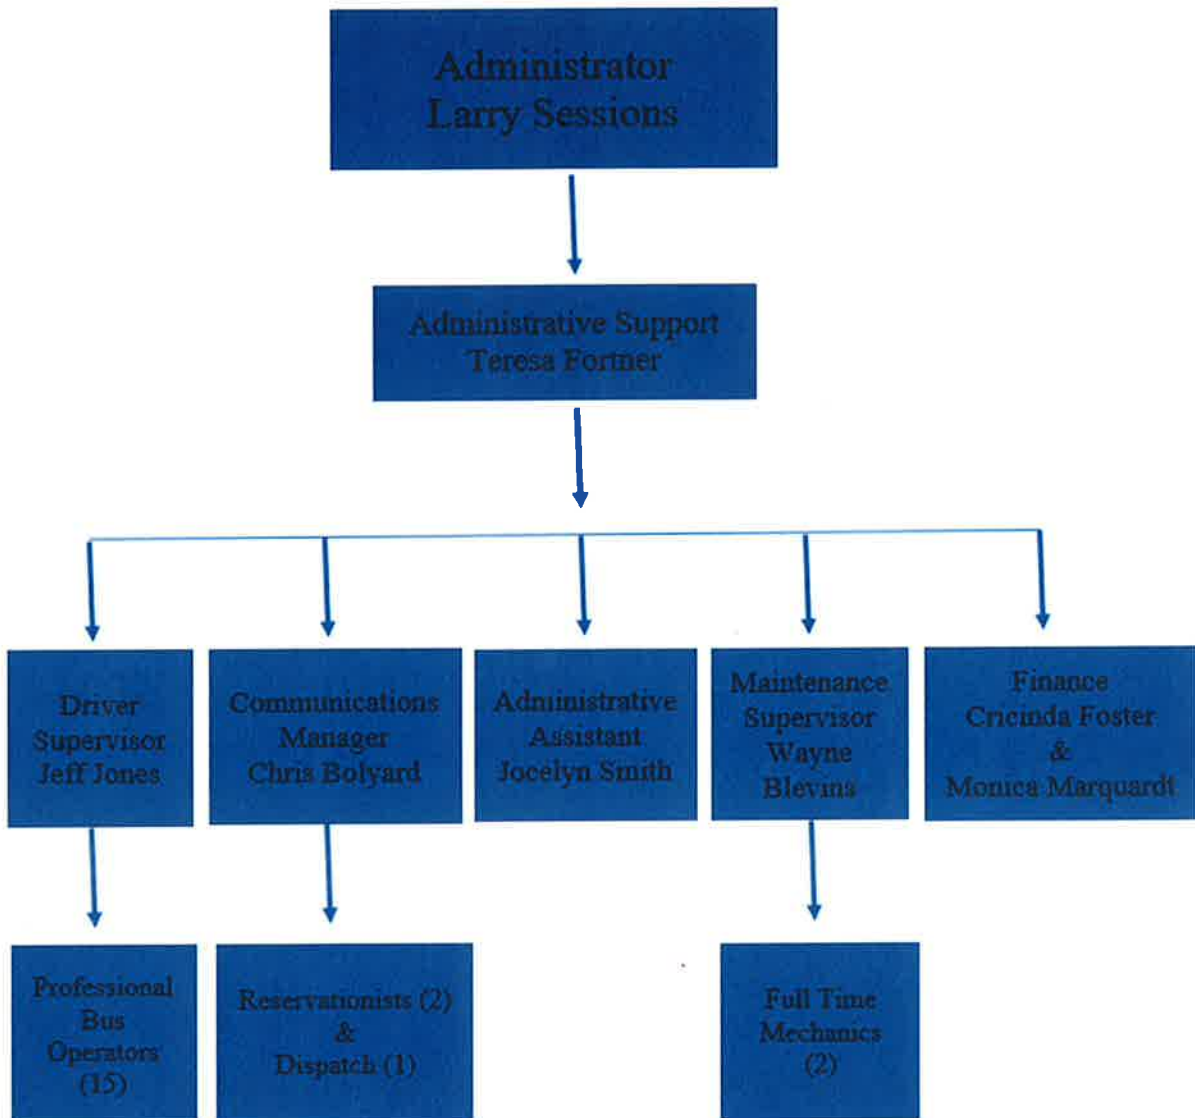 Administrator
Larry Sessions
Administrative Support
Teresa Fortner
Driver
Supervisor
Jeff Jones
Communications
Manager
Chris Bolyard
Administrative
Assistant
Jocelyn Smith
Maintenance
Supervisor
Wayne
Blevins
Finance
Cricinda Foster
&
Monica Marquardt
Professional
Bus
Operators
(15)
Reservationists (2)
&
Dispatch (1)
Full Time
Mechanics
(2)